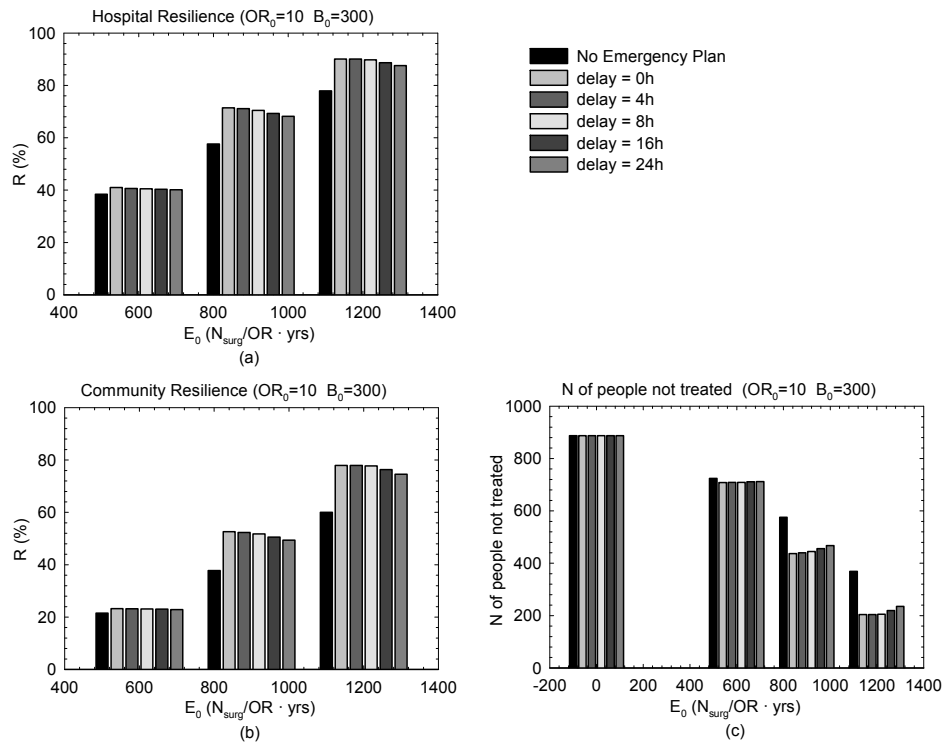 Hospital Resilience (OR₀=10 B₀=300)
100
80
60
40
20
0
R (%)
400 600 800 1000 1200 1400
E₀ (N_surg/OR · yrs)
(a)
No Emergency Plan
delay = 0h
delay = 4h
delay = 8h
delay = 16h
delay = 24h
Community Resilience (OR₀=10 B₀=300)
100
80
60
40
20
0
R (%)
400 600 800 1000 1200 1400
E₀ (N_surg/OR · yrs)
(b)
N of people not treated (OR₀=10 B₀=300)
1000
800
600
400
200
0
N of people not treated
-200 0 200 400 600 800 1000 1200 1400
E₀ (N_surg/OR · yrs)
(c)